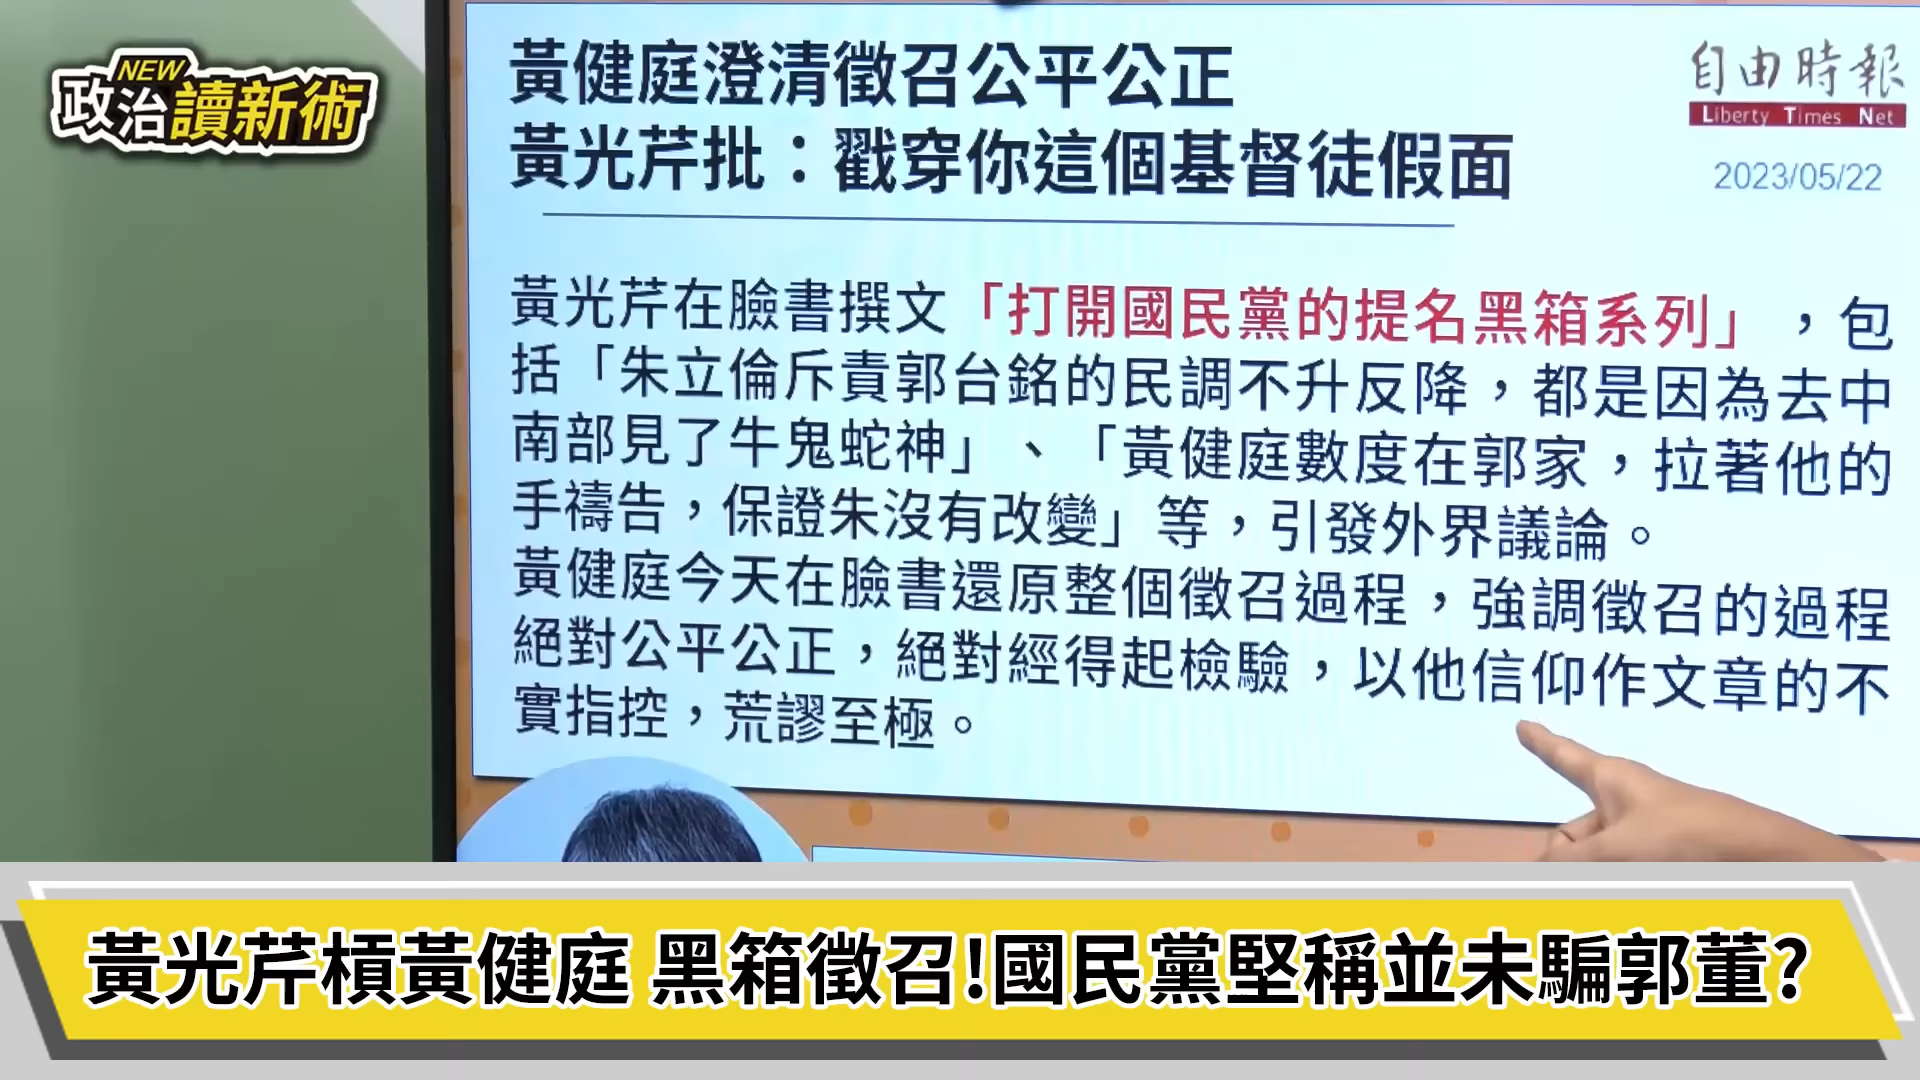 NEW
政治讀新術
黃健庭澄清徵召公平公正
黃光芹批：戳穿你這個基督徒假面
自由時報
Liberty Times Net
2023/05/22
黃光芹在臉書撰文「打開國民黨的提名黑箱系列」，包
括「朱立倫斥責郭台銘的民調不升反降，都是因為去中
南部見了牛鬼蛇神」、「黃健庭數度在郭家，拉著他的
手禱告，保證朱沒有改變」等，引發外界議論。
黃健庭今天在臉書還原整個徵召過程，強調徵召的過程
絕對公平公正，絕對經得起檢驗，以他信仰作文章的不
實指控，荒謬至極。
黃光芹槓黃健庭 黑箱徵召!國民黨堅稱並未騙郭董?